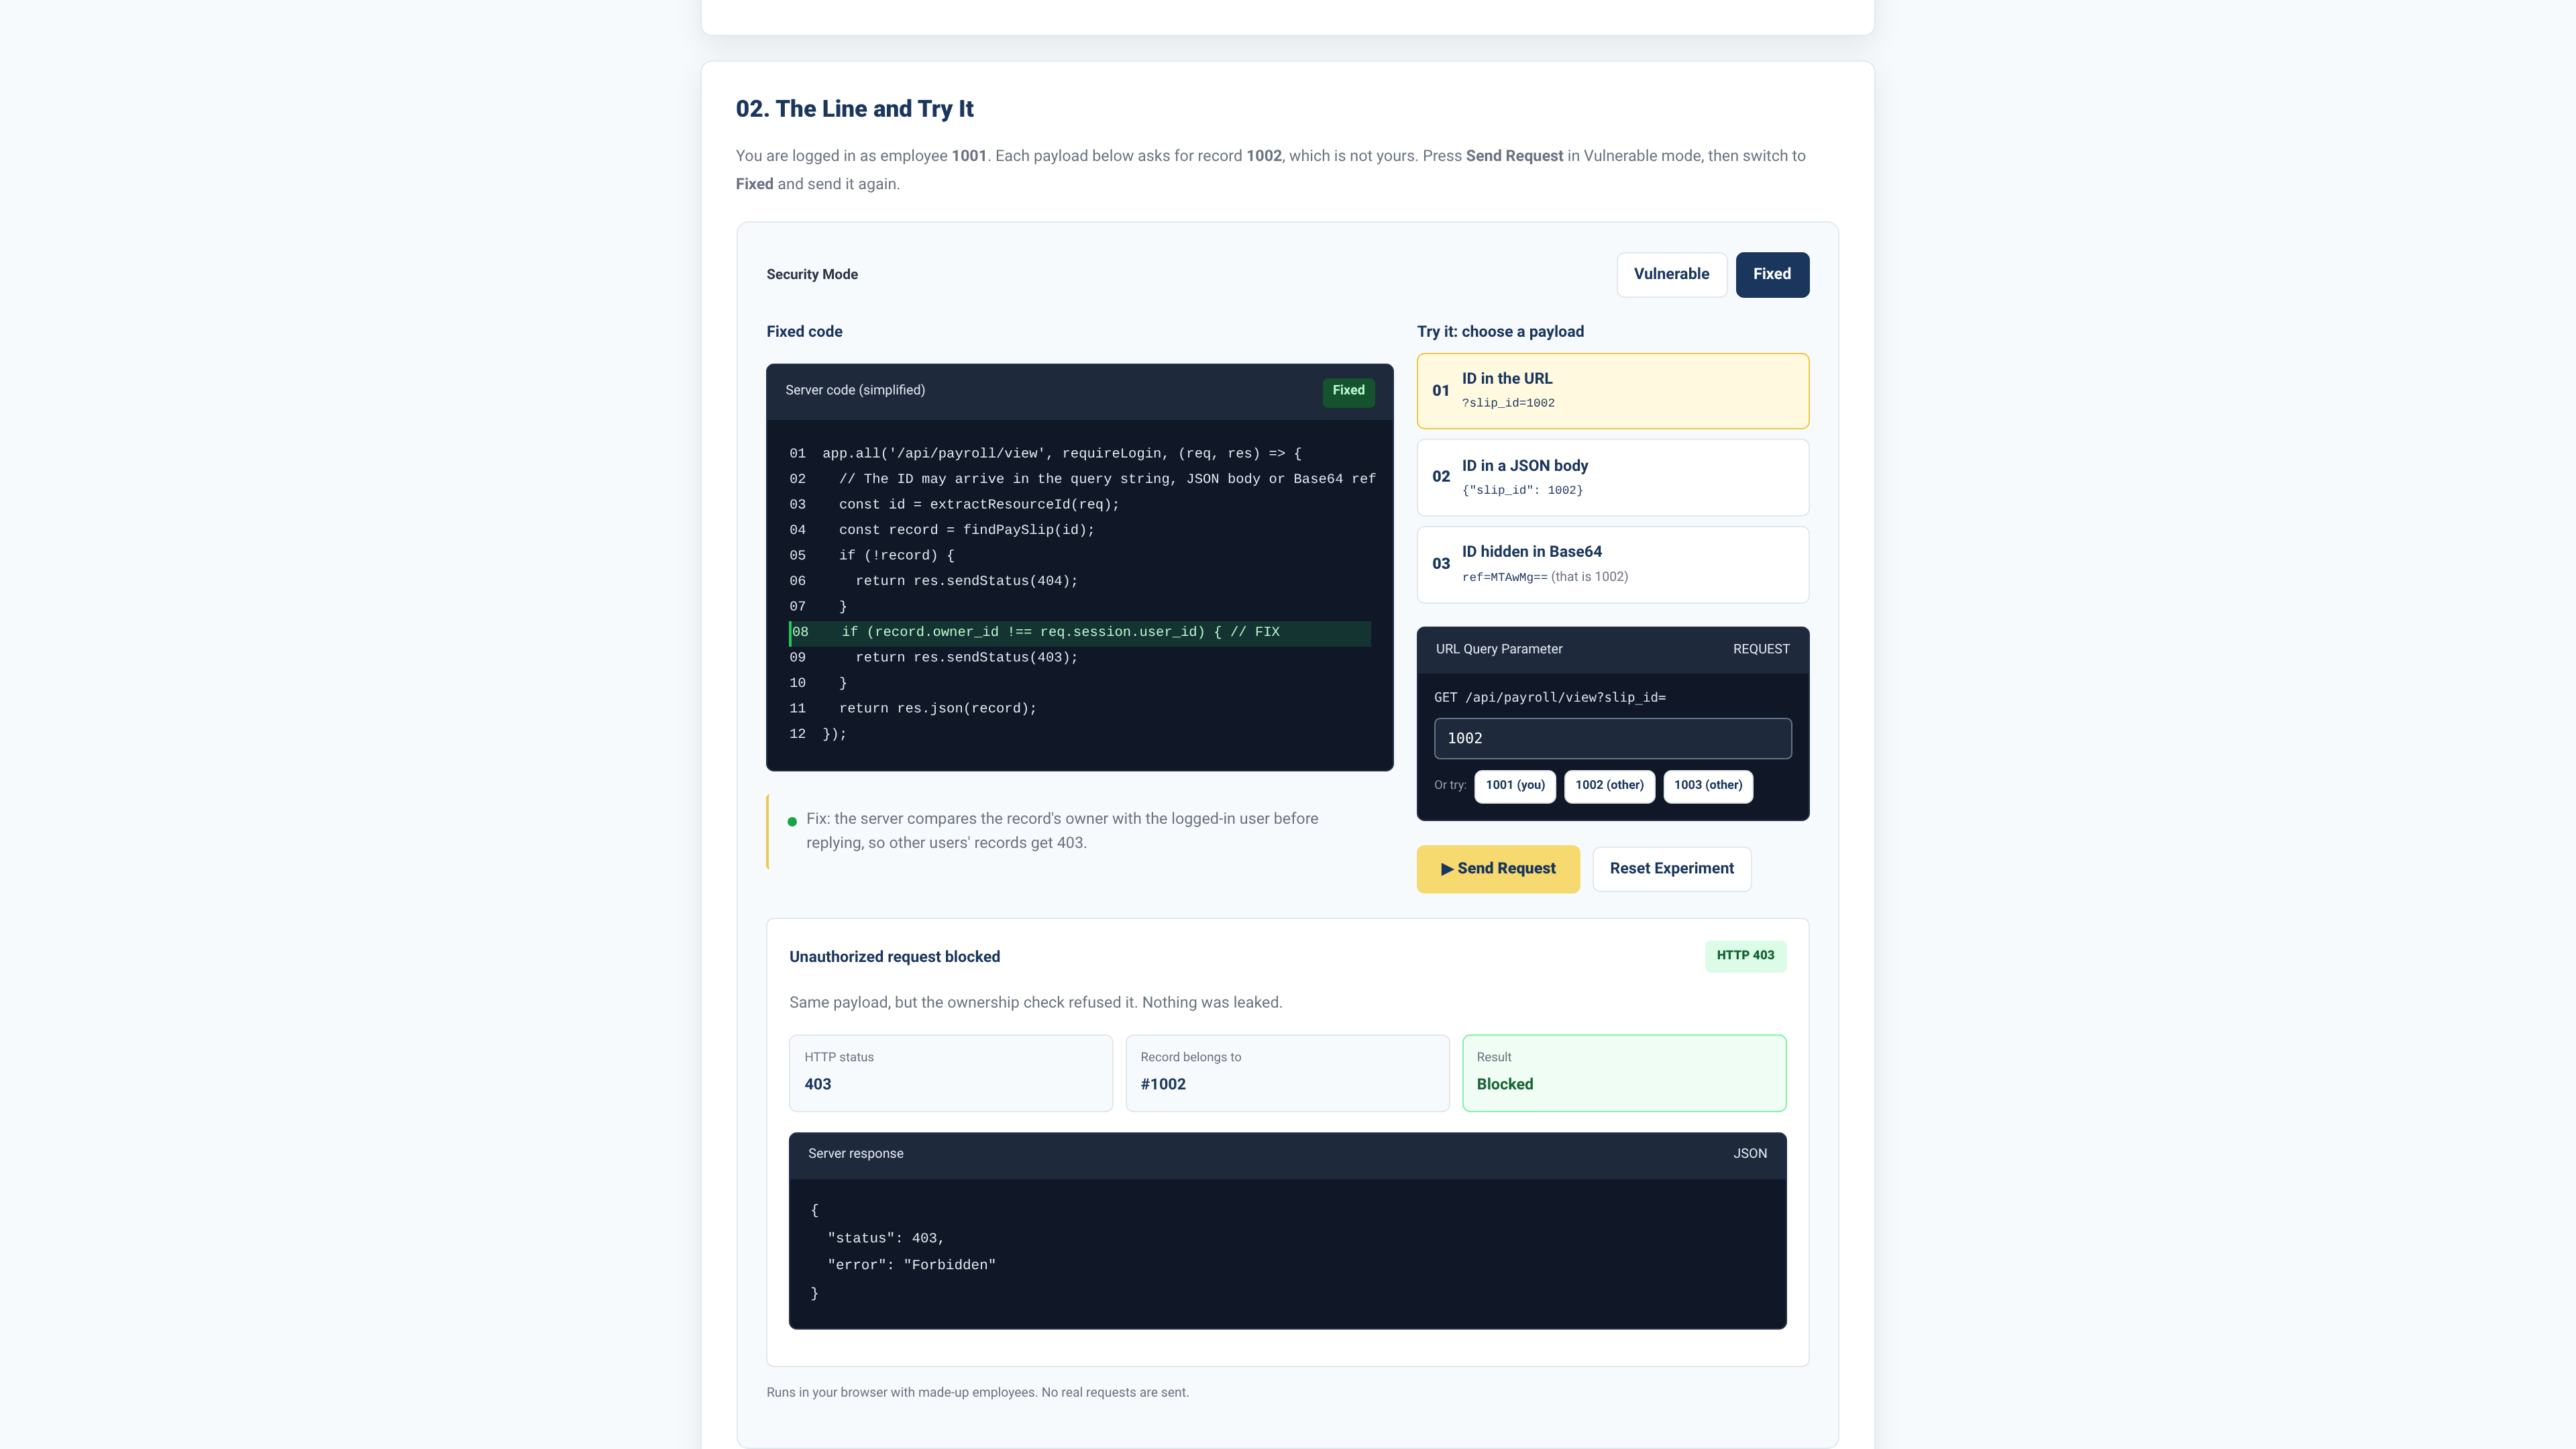 02. The Line and Try It
You are logged in as employee 1001. Each payload below asks for record 1002, which is not yours. Press Send Request in Vulnerable mode, then switch to
Fixed and send it again.
Security Mode
Vulnerable
Fixed
Fixed code
Server code (simplified)
Fixed
01  app.all('/api/payroll/view', requireLogin, (req, res) => {
02    // The ID may arrive in the query string, JSON body or Base64 ref
03    const id = extractResourceId(req);
04    const record = findPaySlip(id);
05    if (!record) {
06      return res.sendStatus(404);
07    }
08    if (record.owner_id !== req.session.user_id) { // FIX
09      return res.sendStatus(403);
10    }
11    return res.json(record);
12  });
Fix: the server compares the record's owner with the logged-in user before
replying, so other users' records get 403.
Try it: choose a payload
01
ID in the URL
?slip_id=1002
02
ID in a JSON body
{"slip_id": 1002}
03
ID hidden in Base64
ref=MTAwMg== (that is 1002)
URL Query Parameter
REQUEST
GET /api/payroll/view?slip_id=
1002
Or try:
1001 (you)
1002 (other)
1003 (other)
▶ Send Request
Reset Experiment
Unauthorized request blocked
HTTP 403
Same payload, but the ownership check refused it. Nothing was leaked.
HTTP status
403
Record belongs to
#1002
Result
Blocked
Server response
JSON
{
  "status": 403,
  "error": "Forbidden"
}
Runs in your browser with made-up employees. No real requests are sent.